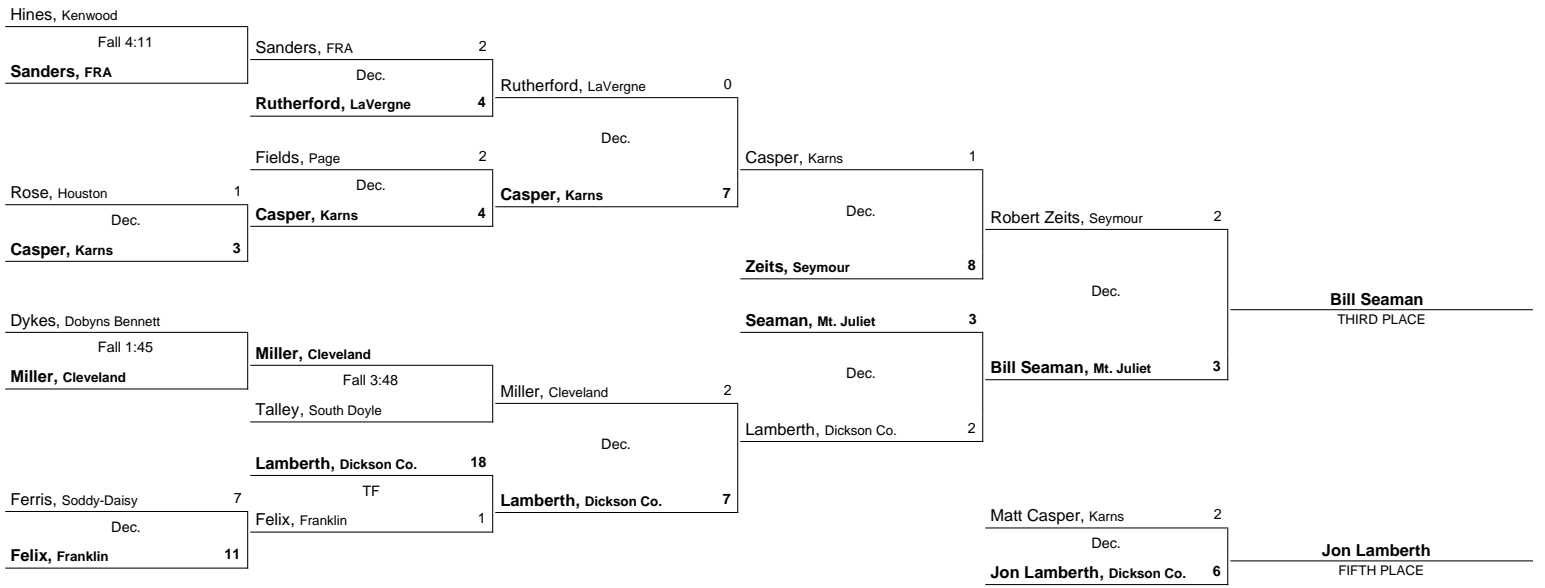 Hines, Kenwood
Fall 4:11
Sanders, FRA
Sanders, FRA 2
Dec.
Rutherford, LaVergne 4
Rutherford, LaVergne 0
Dec.
Casper, Karns 7
Fields, Page 2
Dec.
Casper, Karns 4
Rose, Houston 1
Dec.
Casper, Karns 3
Casper, Karns 1
Dec.
Zeits, Seymour 8
Robert Zeits, Seymour 2
Dec.
Bill Seaman, Mt. Juliet 3
Bill Seaman
THIRD PLACE
Dykes, Dobyns Bennett
Fall 1:45
Miller, Cleveland
Miller, Cleveland
Fall 3:48
Talley, South Doyle
Miller, Cleveland 2
Dec.
Lamberth, Dickson Co. 7
Seaman, Mt. Juliet 3
Dec.
Lamberth, Dickson Co. 2
Lamberth, Dickson Co. 18
TF
Felix, Franklin 1
Ferris, Soddy-Daisy 7
Dec.
Felix, Franklin 11
Matt Casper, Karns 2
Dec.
Jon Lamberth, Dickson Co. 6
Jon Lamberth
FIFTH PLACE